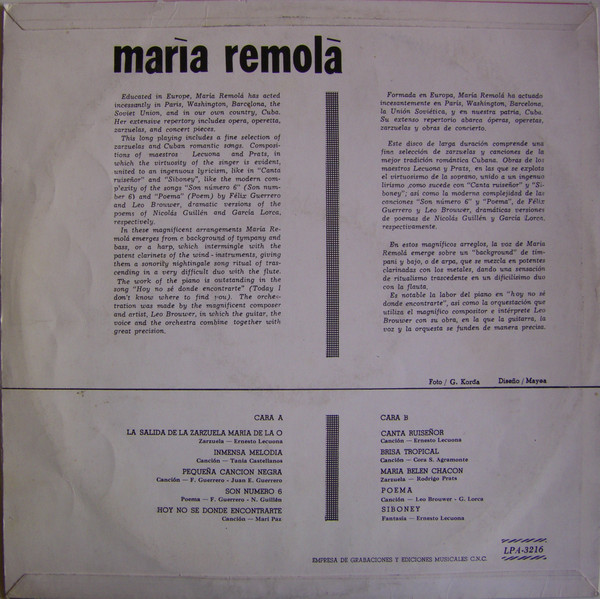 marìa remolà
Educated in Europe, María Remolá has acted
incessantly in Paris, Washington, Barcelona, the
Soviet Union, and in our own country, Cuba.
Her extensive repertory includes opera, operetta,
zarzuelas, and concert pieces.
This long playing includes a fine selection of
zarzuelas and Cuban romantic songs. Composi-
tions of maestros Lecuona and Prats, in
which the virtuosity of the singer is evident,
united to an ingenuous lyricism, like in "Canta
ruiseñor" and "Siboney", like the modern com-
plexity of the songs "Son número 6" (Son num-
ber 6) and "Poema" (Poem) by Féliz Guerrero
and Leo Brouwer, dramatic versions of the
poems of Nicolás Guillén and García Lorca,
respectively.
In these magnificent arrangements María Re-
molá emerges from a background of tympany and
bass, or a harp, which intermingle with the
patent clarinets of the wind-instruments, giving
them a sonorily nightingale song ritual of tras-
cending in a very difficult duo with the flute.
The work of the piano is outstanding in the
song "Hoy no sé donde encontrarte" (Today I
don't know where to find you). The orches-
tration was made by the magnificent composer
and artist, Leo Brouwer, in which the guitar, the
voice and the orchestra combine together with
great precision.
Formada en Europa, María Remolá ha actuado
incesantemente en París, Washington, Barcelona,
la Unión Soviética, y en nuestra patria, Cuba.
Su extenso repertorio abarca óperas, operetas,
zarzuelas y obras de concierto.
Este disco de larga duración comprende una
fina selección de zarzuelas y canciones de la
mejor tradición romántica Cubana. Obras de los
maestros Lecuona y Prats, en las que se explota
el virtuosismo de la soprano, unido a un ingenuo
lirismo ,como sucede con "Canta ruiseñor" y "Si-
boney"; así como la moderna complejidad de las
canciones "Son número 6" y "Poema", de Féliz
Guerrero y Leo Brouwer, dramáticas versiones
de poemas de Nicolás Guillén y García Lorca,
respectivamente.
En estos magníficos arreglos, la voz de María
Remolá emerge sobre un "background" de tim-
pani y bajo, o de arpa, que se mezcla en potentes
clarinadas con los metales, dando una sensación
de ritualismo trascedente en un dificilísimo duo
con la flauta.
Es notable la labor del piano en "hoy no sé
donde encontrarte", así como la orquestación que
utiliza el magnífico compositor e intérprete Leo
Brouwer con su obra, en la que la guitarra, la
voz y la orquesta se funden de manera precisa.
Foto / G. Korda Diseño / Mayea
CARA A
LA SALIDA DE LA ZARZUELA MARIA DE LA O
Zarzuela — Ernesto Lecuona
INMENSA MELODIA
Canción — Tania Castellanos
PEQUEÑA CANCION NEGRA
Canción — F. Guerrero - Juan E. Guerrero
SON NUMERO 6
Poema — F. Guerrero - N. Guillén
HOY NO SE DONDE ENCONTRARTE
Canción — Mari Paz
CARA B
CANTA RUISEÑOR
Canción — Ernesto Lecuona
BRISA TROPICAL
Canción — Cora S. Agramonte
MARIA BELEN CHACON
Zarzuela — Rodrigo Prats
POEMA
Canción — Leo Brouwer - G. Lorca
SIBONEY
Fantasía — Ernesto Lecuona
LPA-3216
EMPRESA DE GRABACIONES Y EDICIONES MUSICALES C.N.C.